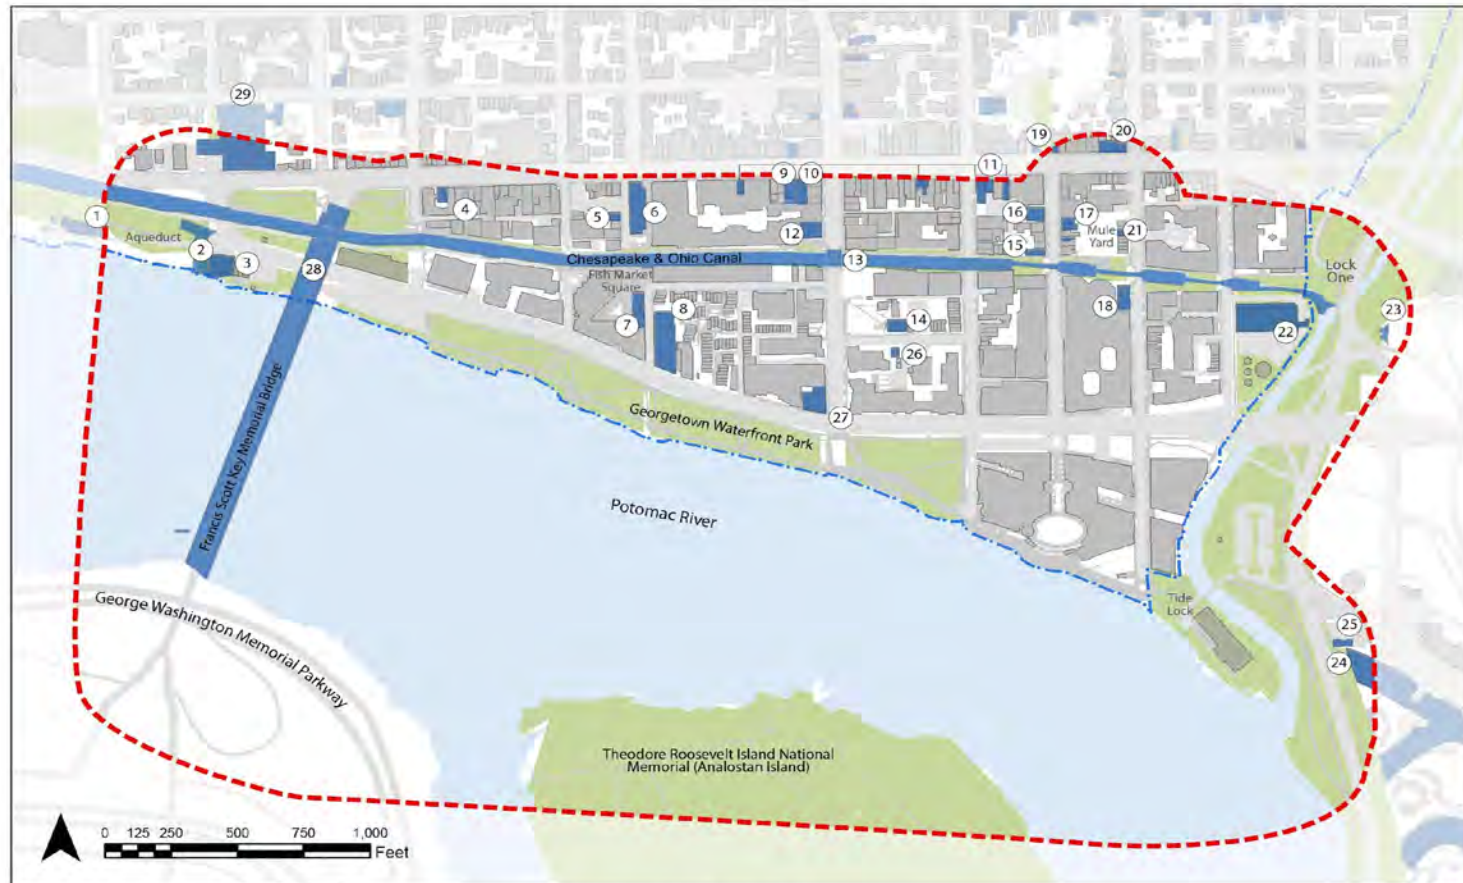 29
19
20
9
10
11
4
5
6
16
17
1
Aqueduct
12
15
Mule
Yard
21
2
3
28
Chesapeake & Ohio Canal
13
Fish Market
Square
Lock
One
18
7
8
14
22
23
26
Francis Scott Key Memorial Bridge
Georgetown Waterfront Park
27
Potomac River
George Washington Memorial Parkway
Tide
Lock
25
24
Theodore Roosevelt Island National
Memorial (Analostan Island)
0 125 250 500 750 1,000
Feet